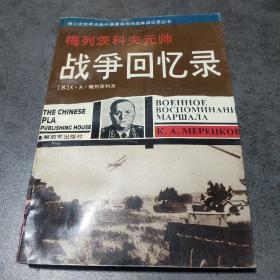 第二次世界大战外国著名将帅战争回忆录丛书
梅列茨科夫元帅
战争回忆录
[苏]К·А·梅列茨科夫
THE CHINESE
PLA
PUBLISHING HOUSE
解放军出版社
ВОЕННОЕ
ВОСПОМИНАНИ
МАРШАЛА
К. А. МЕРЕЦКОВ